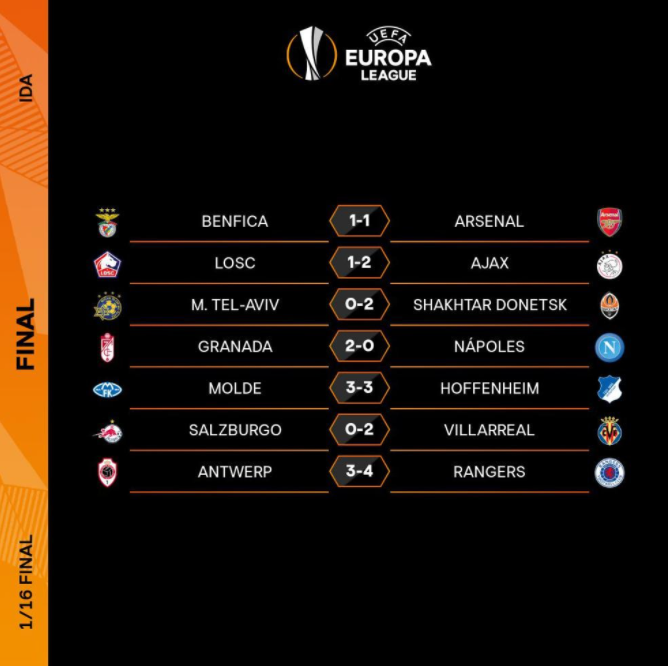 UEFA
EUROPA
LEAGUE
IDA
FINAL
1/16 FINAL
BENFICA 1-1 ARSENAL
LOSC 1-2 AJAX
M. TEL-AVIV 0-2 SHAKHTAR DONETSK
GRANADA 2-0 NÁPOLES
MOLDE 3-3 HOFFENHEIM
SALZBURGO 0-2 VILLARREAL
ANTWERP 3-4 RANGERS